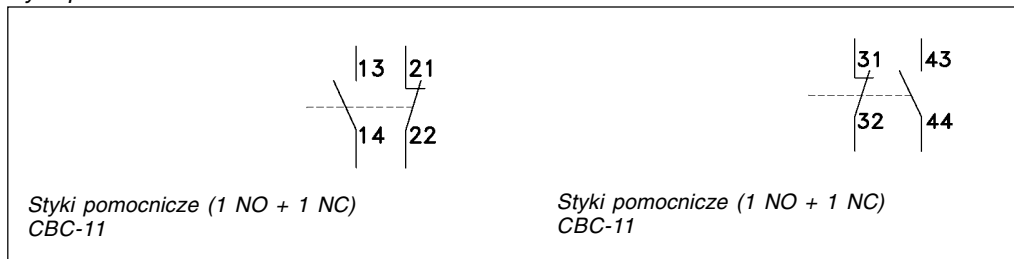 13 21
14 22
Styki pomocnicze (1 NO + 1 NC)
CBC-11
31 43
32 44
Styki pomocnicze (1 NO + 1 NC)
CBC-11